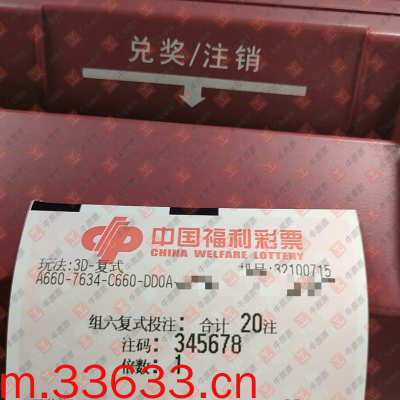 兑奖/注销
中国福利彩票
CHINA WELFARE LOTTERY
玩法:3D-复式 机号:32100715
A660-7634-C660-DD0A
组六复式投注: 合计 20注
注码: 345678
倍数: 1
m.33633.cn